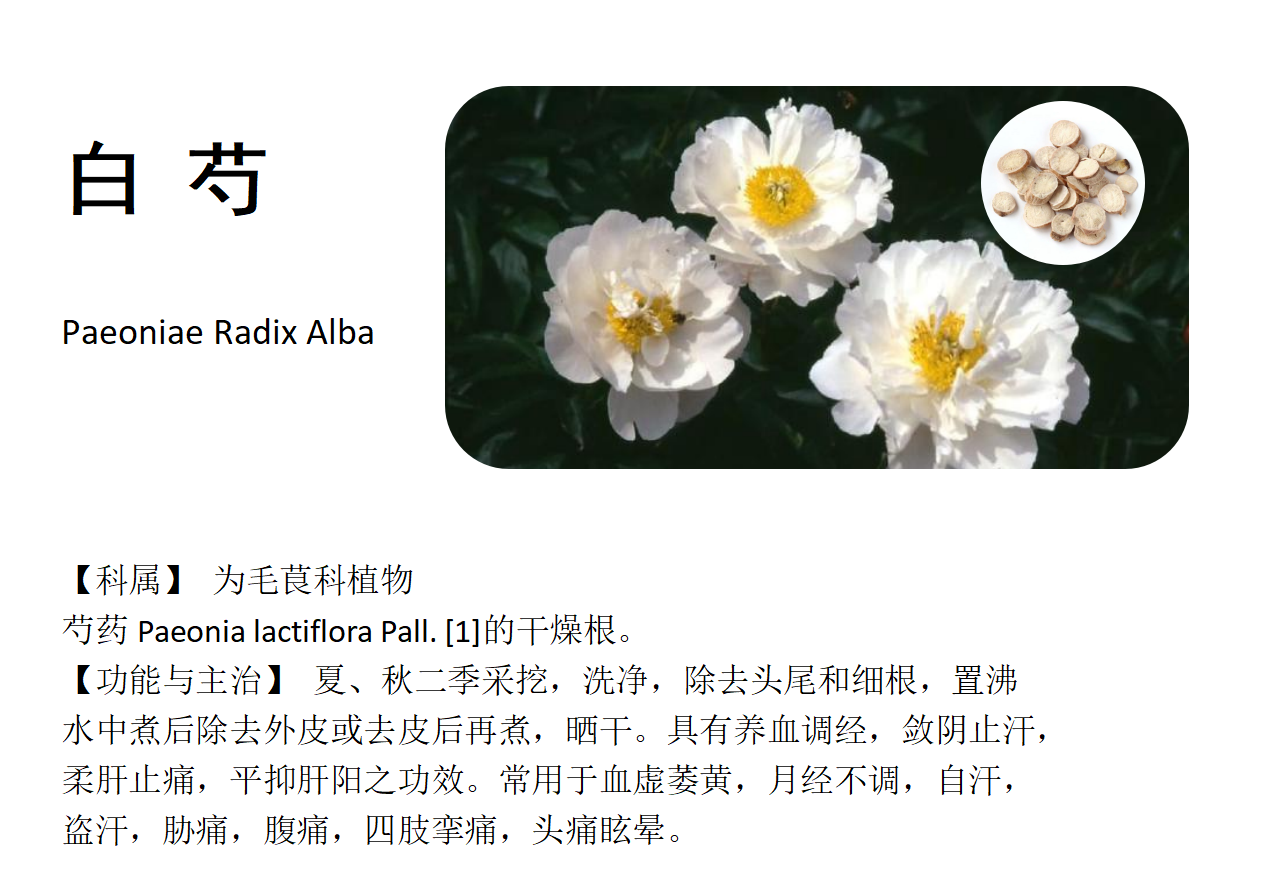 白 芍
Paeoniae Radix Alba
【科属】 为毛茛科植物
芍药 Paeonia lactiflora Pall. [1]的干燥根。
【功能与主治】 夏、秋二季采挖，洗净，除去头尾和细根，置沸
水中煮后除去外皮或去皮后再煮，晒干。具有养血调经，敛阴止汗，
柔肝止痛，平抑肝阳之功效。常用于血虚萎黄，月经不调，自汗，
盗汗，胁痛，腹痛，四肢挛痛，头痛眩晕。